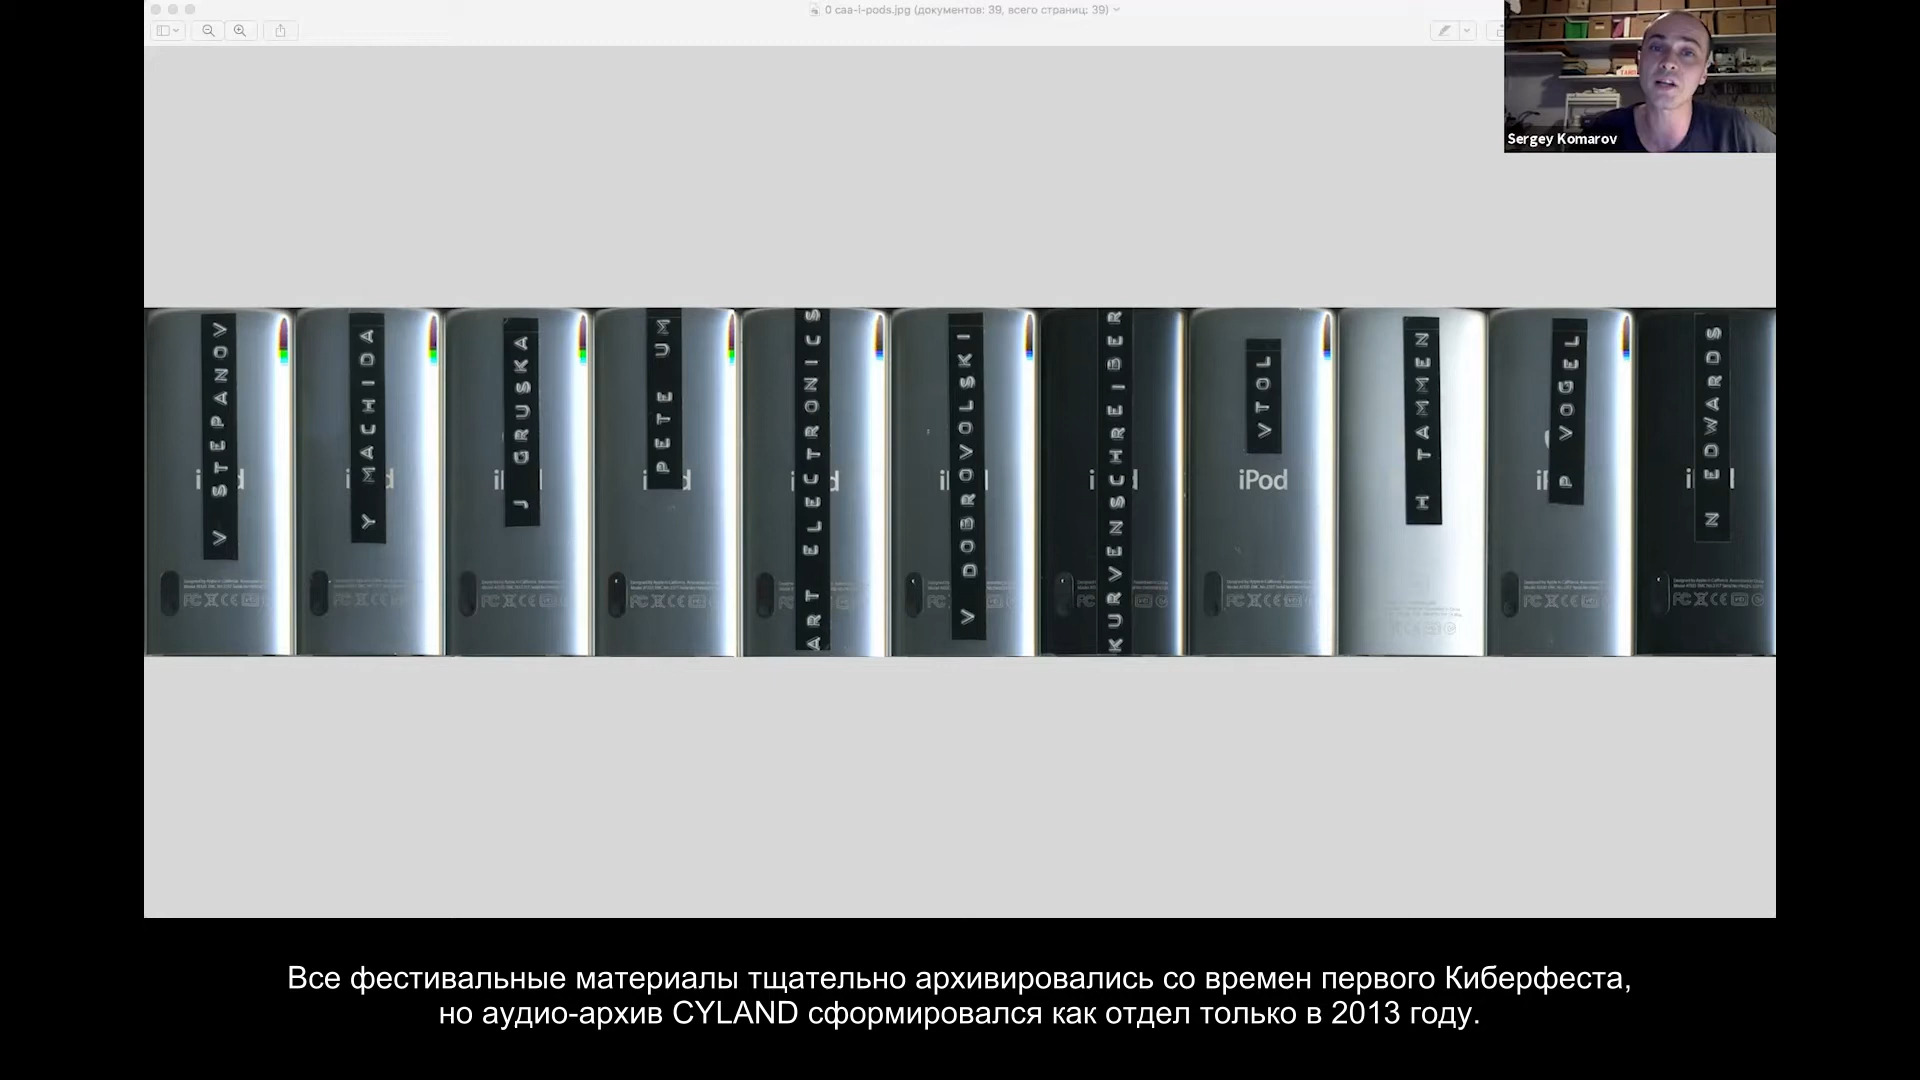 0 caa-i-pods.jpg (документов: 39, всего страниц: 39)
Sergey Komarov
V STEPANOV
Y MACHIDA
J GRUSKA
PETE UM
ART ELECTRONICS
V DOBROVOLSKI
KURVENSCHREIBER
VTOL
iPod
H TAMMEN
P VOGEL
N EDWARDS
Все фестивальные материалы тщательно архивировались со времен первого Киберфеста,
но аудио-архив CYLAND сформировался как отдел только в 2013 году.